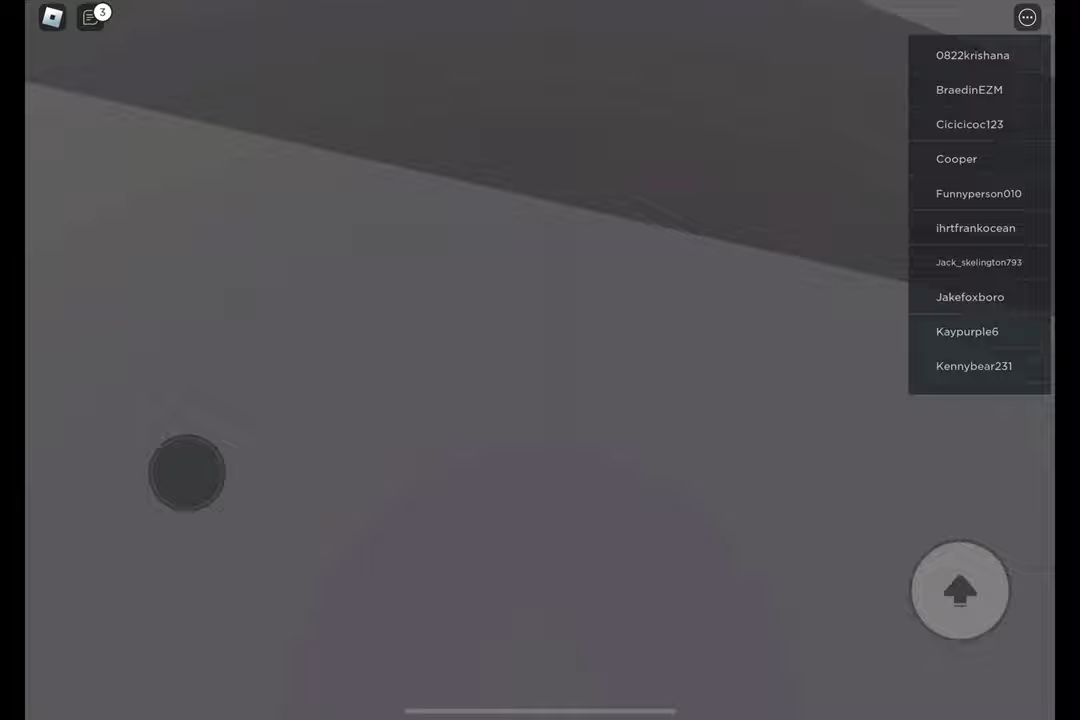 3
0822krishana
BraedinEZM
Cicicicoc123
Cooper
Funnyperson010
ihrtfrankocean
Jack_skelington793
Jakefoxboro
Kaypurple6
Kennybear231